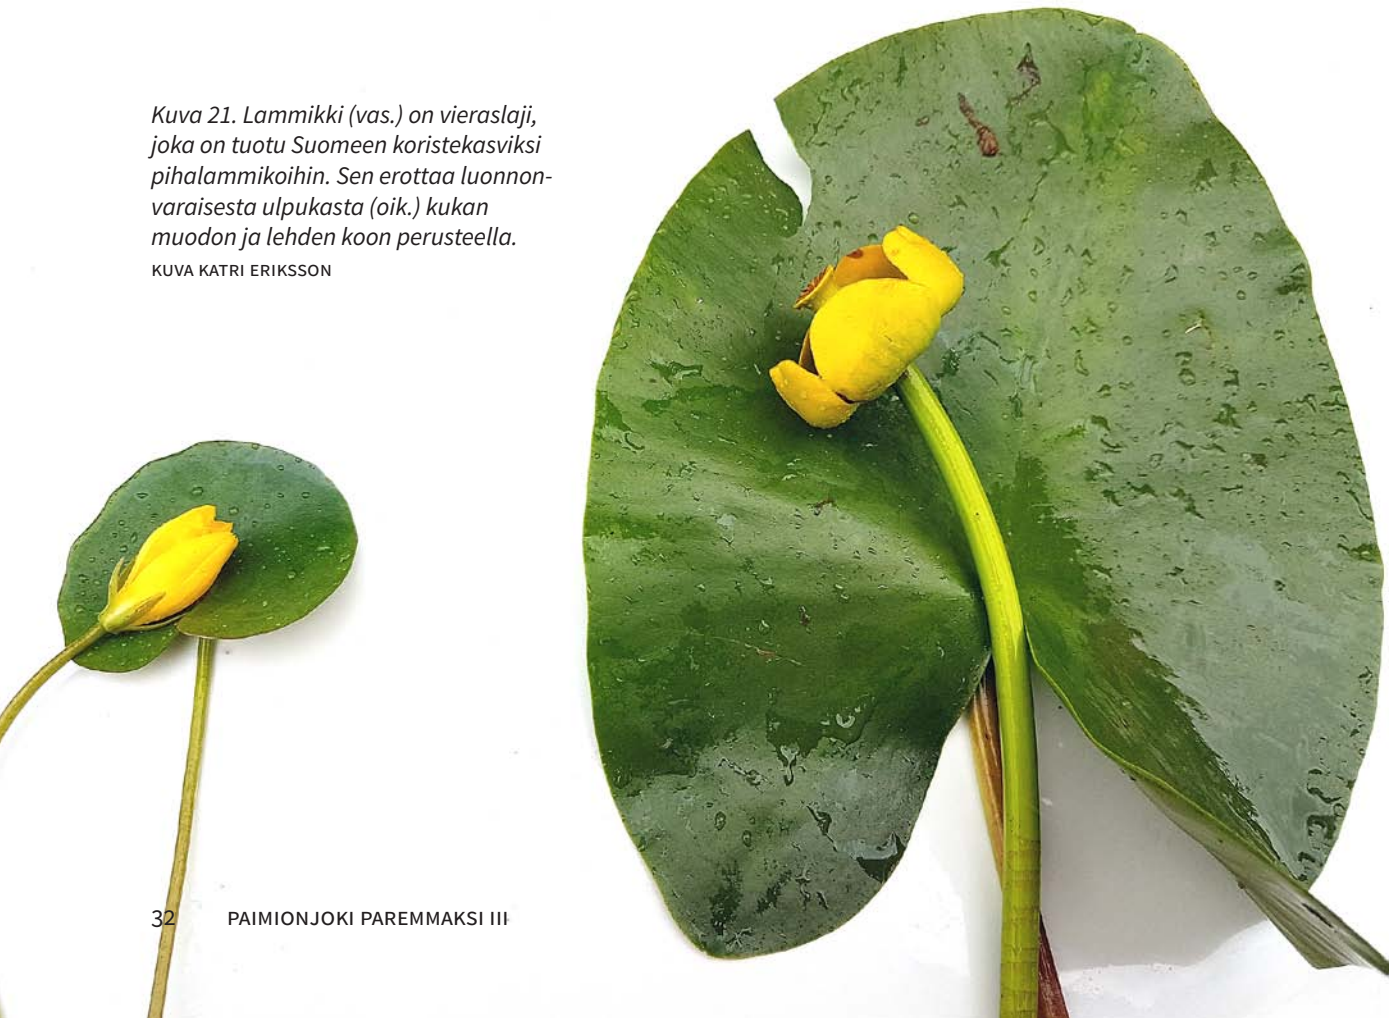 Kuva 21. Lammikki (vas.) on vieraslaji,
joka on tuotu Suomeen koristekasviksi
pihalammikoihin. Sen erottaa luonnon-
varaisesta ulpukasta (oik.) kukan
muodon ja lehden koon perusteella.
KUVA KATRI ERIKSSON
32 PAIMIONJOKI PAREMMAKSI III